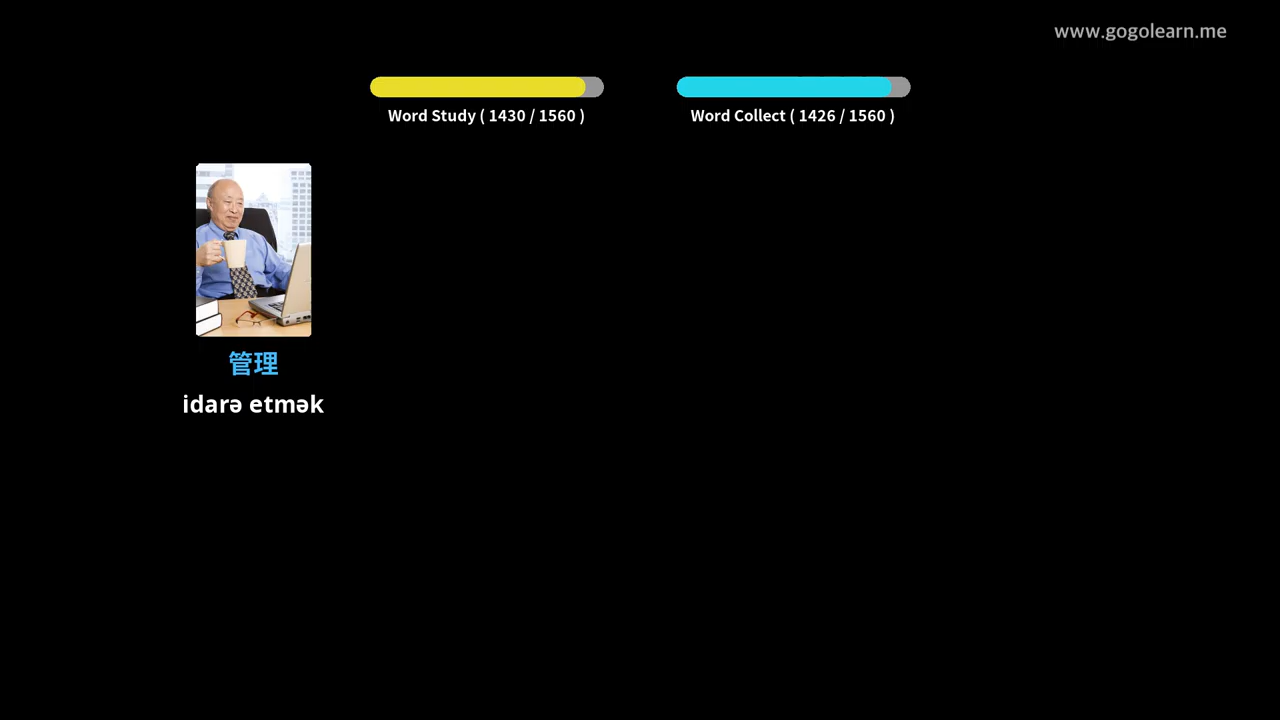 www.gogolearn.me
Word Study ( 1430 / 1560 )
Word Collect ( 1426 / 1560 )
管理
idarə etmək